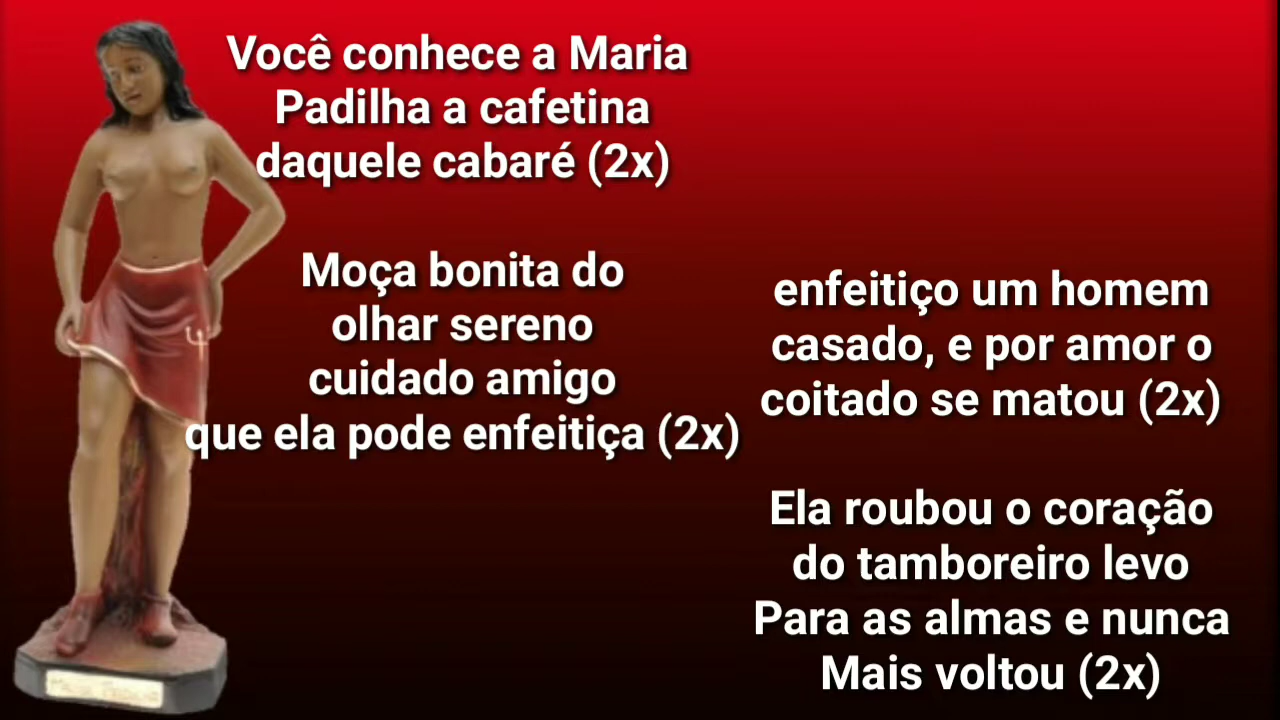 Você conhece a Maria
Padilha a cafetina
daquele cabaré (2x)
Moça bonita do
olhar sereno
cuidado amigo
que ela pode enfeitiça (2x)
enfeitiço um homem
casado, e por amor o
coitado se matou (2x)
Ela roubou o coração
do tamboreiro levo
Para as almas e nunca
Mais voltou (2x)